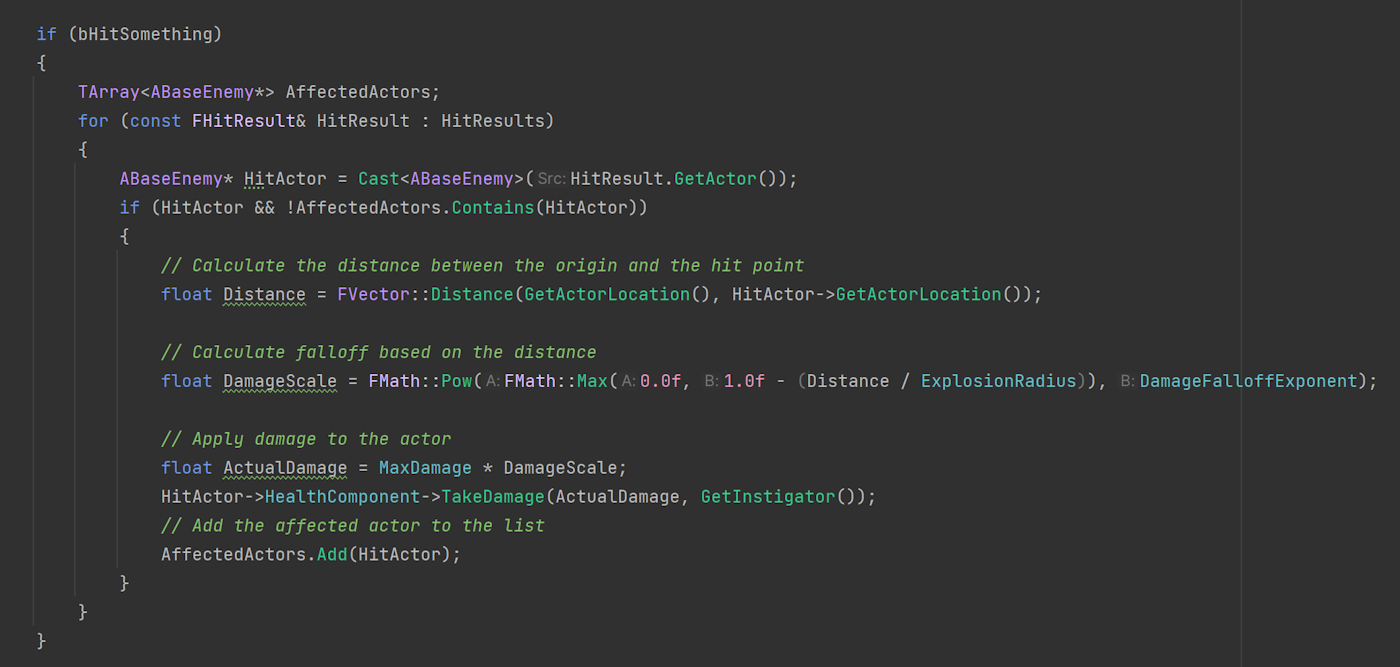 if (bHitSomething)
{
    TArray<ABaseEnemy*> AffectedActors;
    for (const FHitResult& HitResult : HitResults)
    {
        ABaseEnemy* HitActor = Cast<ABaseEnemy>( Src: HitResult.GetActor());
        if (HitActor && !AffectedActors.Contains(HitActor))
        {
            // Calculate the distance between the origin and the hit point
            float Distance = FVector::Distance(GetActorLocation(), HitActor->GetActorLocation());

            // Calculate falloff based on the distance
            float DamageScale = FMath::Pow( A: FMath::Max( A: 0.0f, B: 1.0f - (Distance / ExplosionRadius)), B: DamageFalloffExponent);

            // Apply damage to the actor
            float ActualDamage = MaxDamage * DamageScale;
            HitActor->HealthComponent->TakeDamage(ActualDamage, GetInstigator());
            // Add the affected actor to the list
            AffectedActors.Add(HitActor);
        }
    }
}